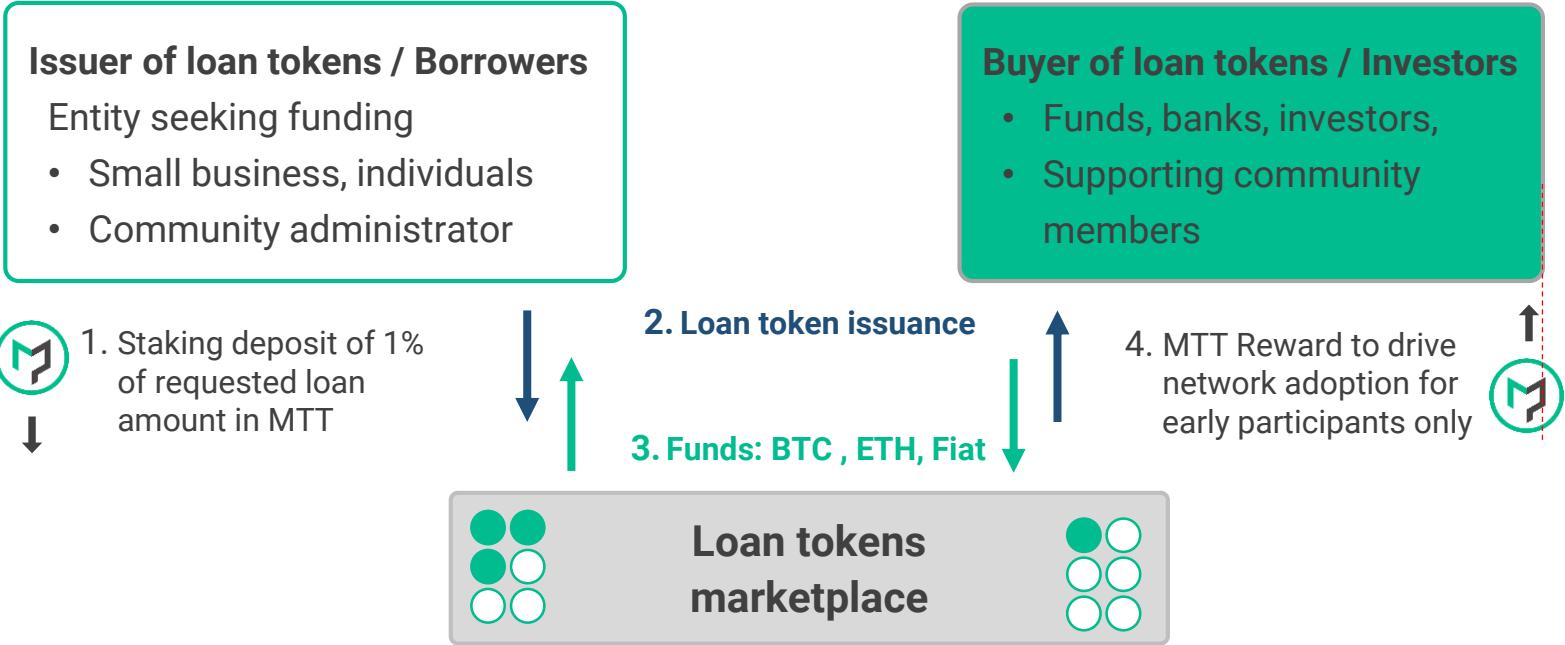 Issuer of loan tokens / Borrowers
Entity seeking funding
• Small business, individuals
• Community administrator
Buyer of loan tokens / Investors
• Funds, banks, investors,
• Supporting community
members
1. Staking deposit of 1%
of requested loan
amount in MTT
2. Loan token issuance
3. Funds: BTC , ETH, Fiat
4. MTT Reward to drive
network adoption for
early participants only
Loan tokens
marketplace